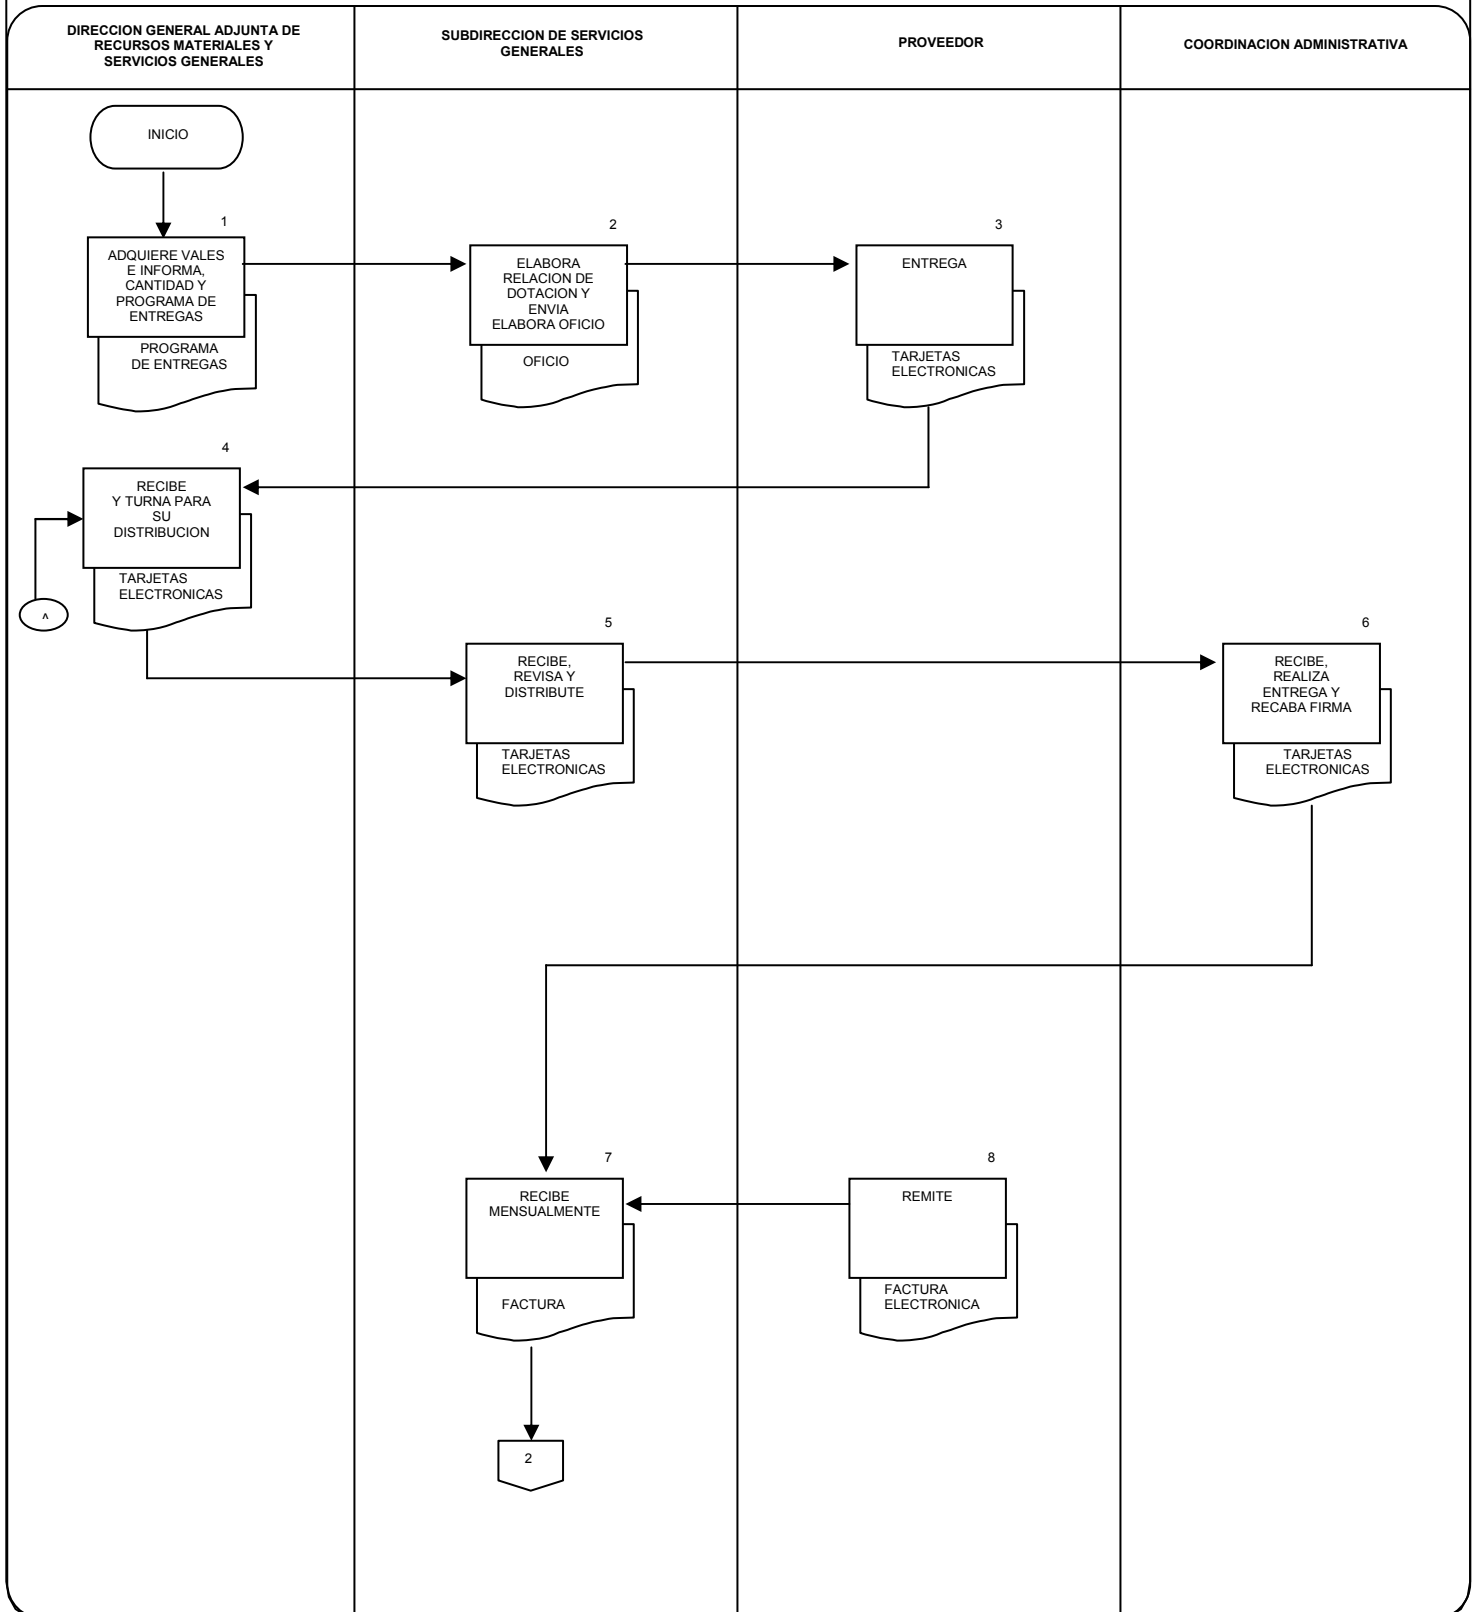 DIRECCION GENERAL ADJUNTA DE
RECURSOS MATERIALES Y
SERVICIOS GENERALES
SUBDIRECCION DE SERVICIOS
GENERALES
PROVEEDOR
COORDINACION ADMINISTRATIVA
INICIO
1
ADQUIERE VALES
E INFORMA,
CANTIDAD Y
PROGRAMA DE
ENTREGAS
PROGRAMA
DE ENTREGAS
2
ELABORA
RELACION DE
DOTACION Y
ENVIA
ELABORA OFICIO
OFICIO
3
ENTREGA
TARJETAS
ELECTRONICAS
4
RECIBE
Y TURNA PARA
SU
DISTRIBUCION
TARJETAS
ELECTRONICAS
^
5
RECIBE,
REVISA Y
DISTRIBUTE
TARJETAS
ELECTRONICAS
6
RECIBE,
REALIZA
ENTREGA Y
RECABA FIRMA
TARJETAS
ELECTRONICAS
7
RECIBE
MENSUALMENTE
FACTURA
8
REMITE
FACTURA
ELECTRONICA
2